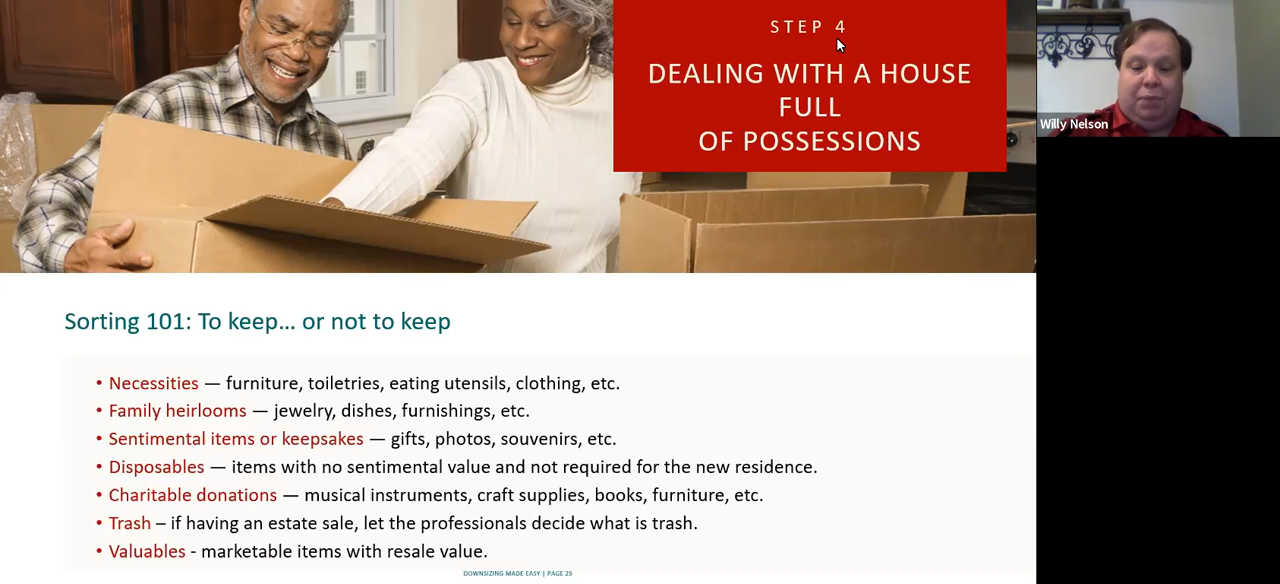 STEP 4
DEALING WITH A HOUSE
FULL
OF POSSESSIONS
Willy Nelson
Sorting 101: To keep... or not to keep
• Necessities — furniture, toiletries, eating utensils, clothing, etc.
• Family heirlooms — jewelry, dishes, furnishings, etc.
• Sentimental items or keepsakes — gifts, photos, souvenirs, etc.
• Disposables — items with no sentimental value and not required for the new residence.
• Charitable donations — musical instruments, craft supplies, books, furniture, etc.
• Trash – if having an estate sale, let the professionals decide what is trash.
• Valuables - marketable items with resale value.
DOWNSIZING MADE EASY | PAGE 29